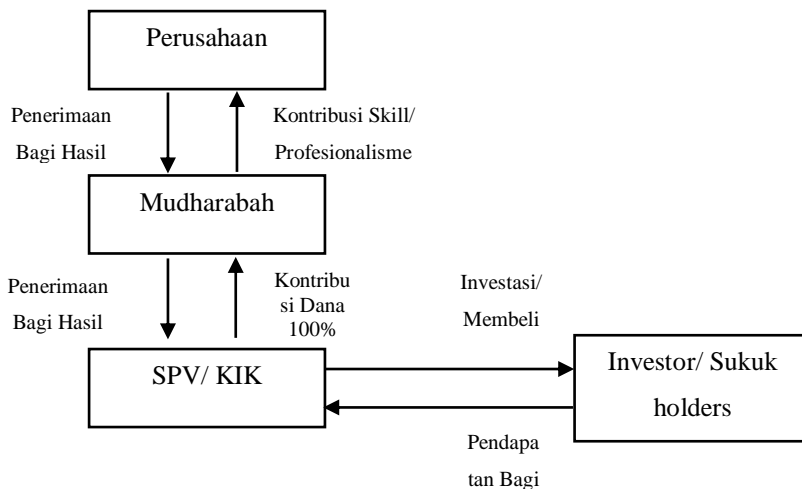 Perusahaan
Penerimaan
Bagi Hasil
Kontribusi Skill/
Profesionalisme
Mudharabah
Penerimaan
Bagi Hasil
Kontribu
si Dana
100%
Investasi/
Membeli
SPV/ KIK
Investor/ Sukuk
holders
Pendapa
tan Bagi